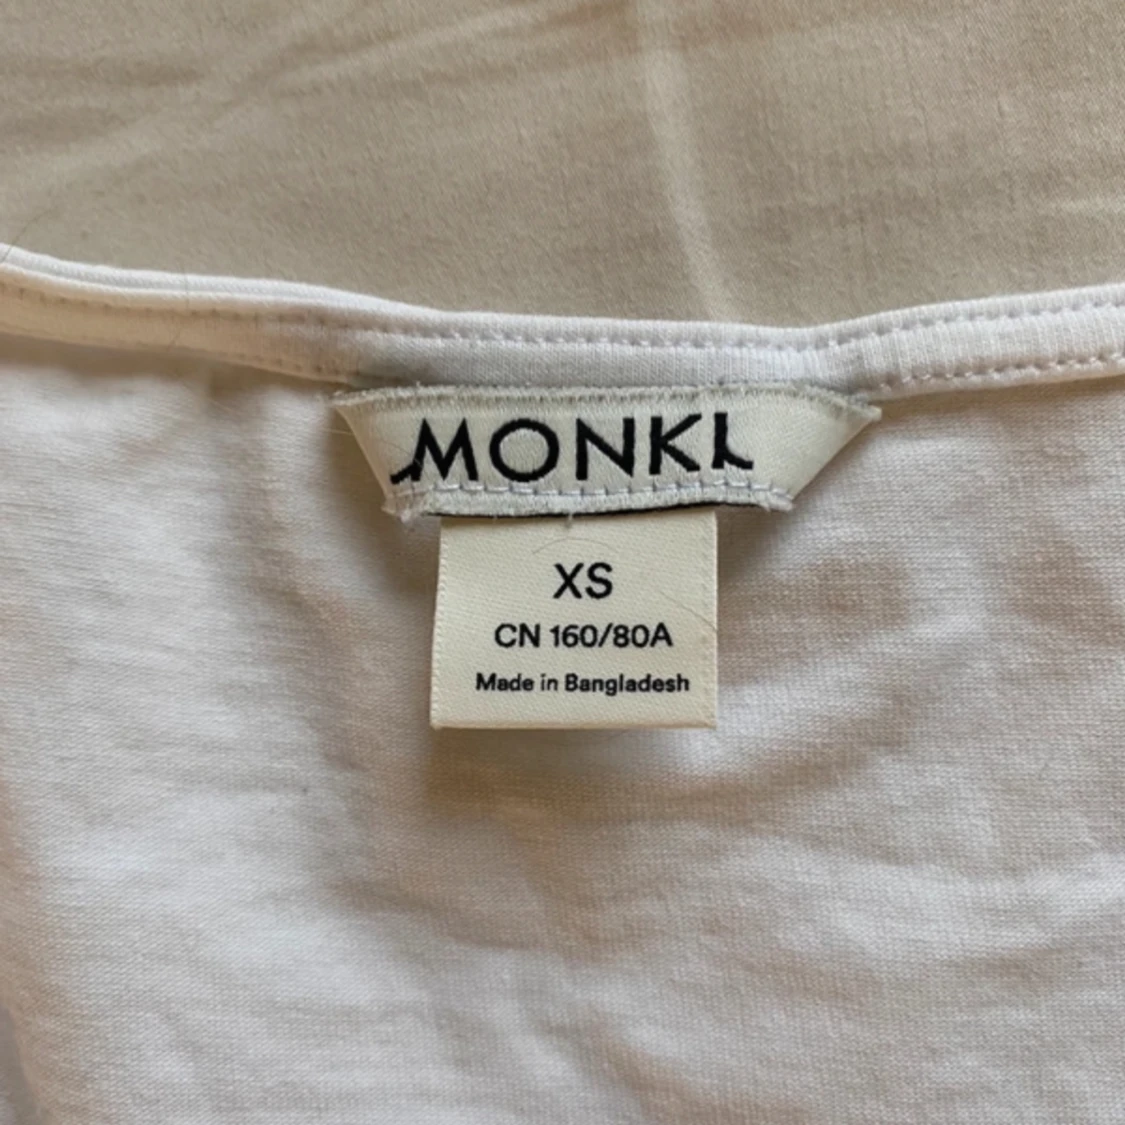 MONKI
XS
CN 160/80A
Made in Bangladesh